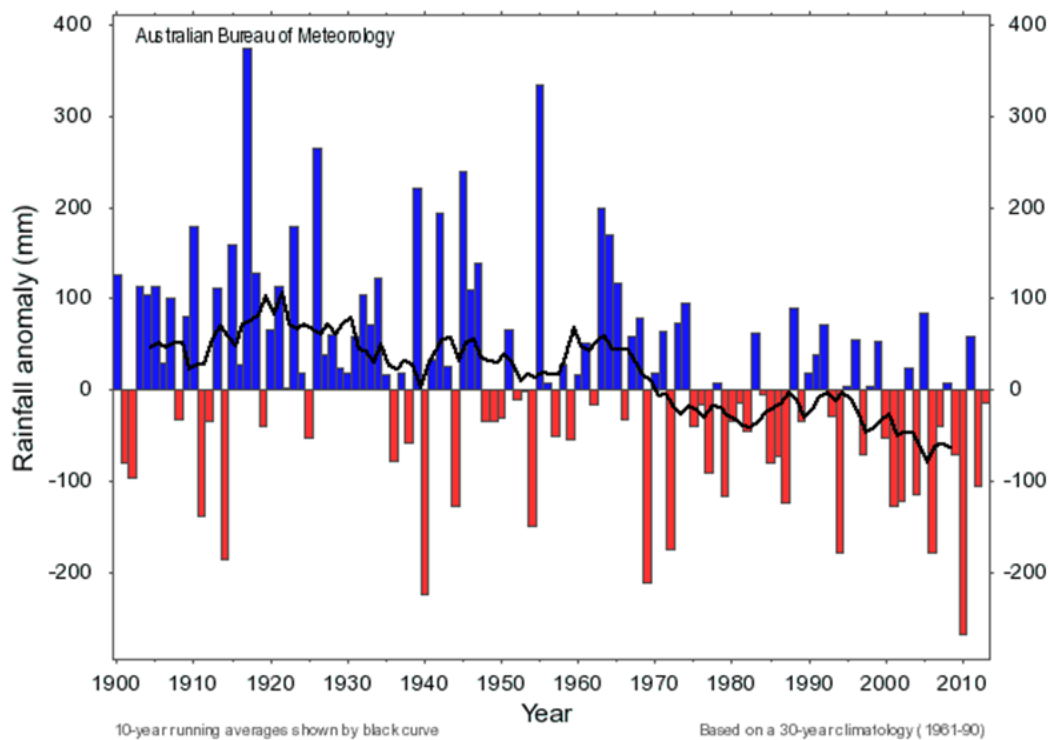 400
400
Australian Bureau of Meteorology
300
300
200
200
100
100
0
0
-100
-100
-200
-200
Rainfall anomaly (mm)
1900 1910 1920 1930 1940 1950 1960 1970 1980 1990 2000 2010
Year
10-year running averages shown by black curve
Based on a 30-year climatology (1961-90)